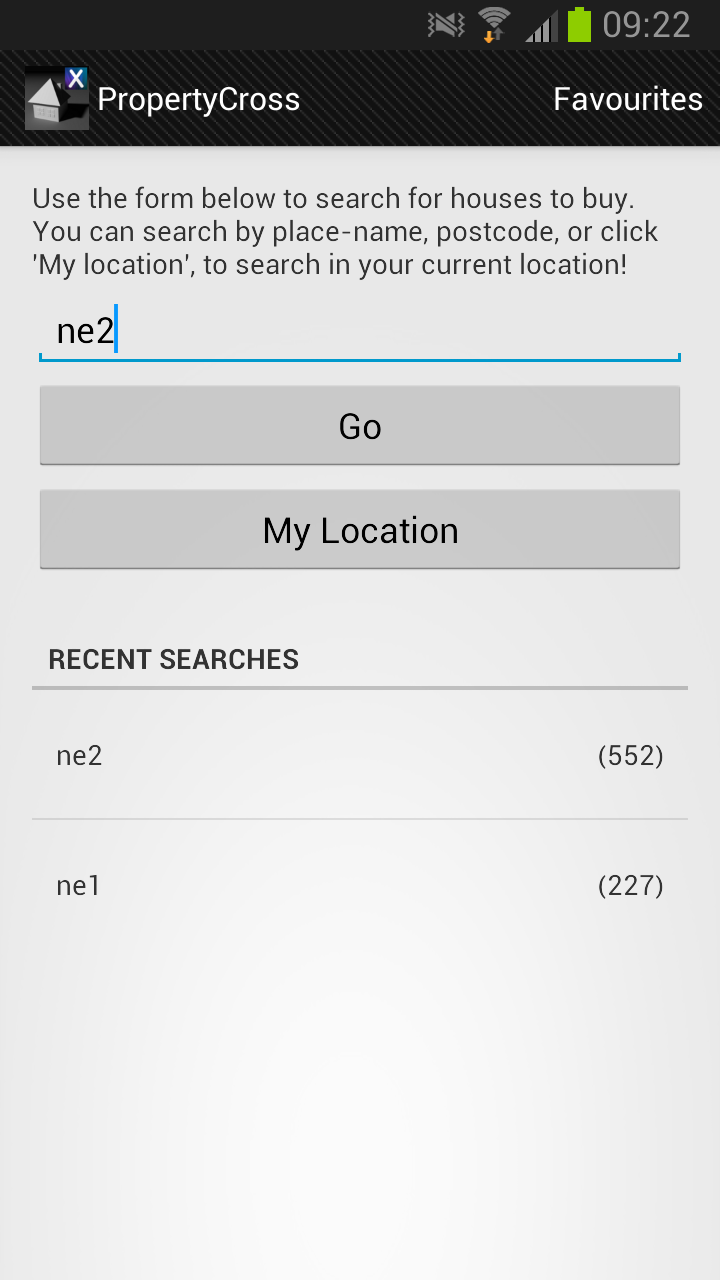 09:22
X
PropertyCross Favourites
Use the form below to search for houses to buy.
You can search by place-name, postcode, or click
'My location', to search in your current location!
ne2
Go
My Location
RECENT SEARCHES
ne2 (552)
ne1 (227)